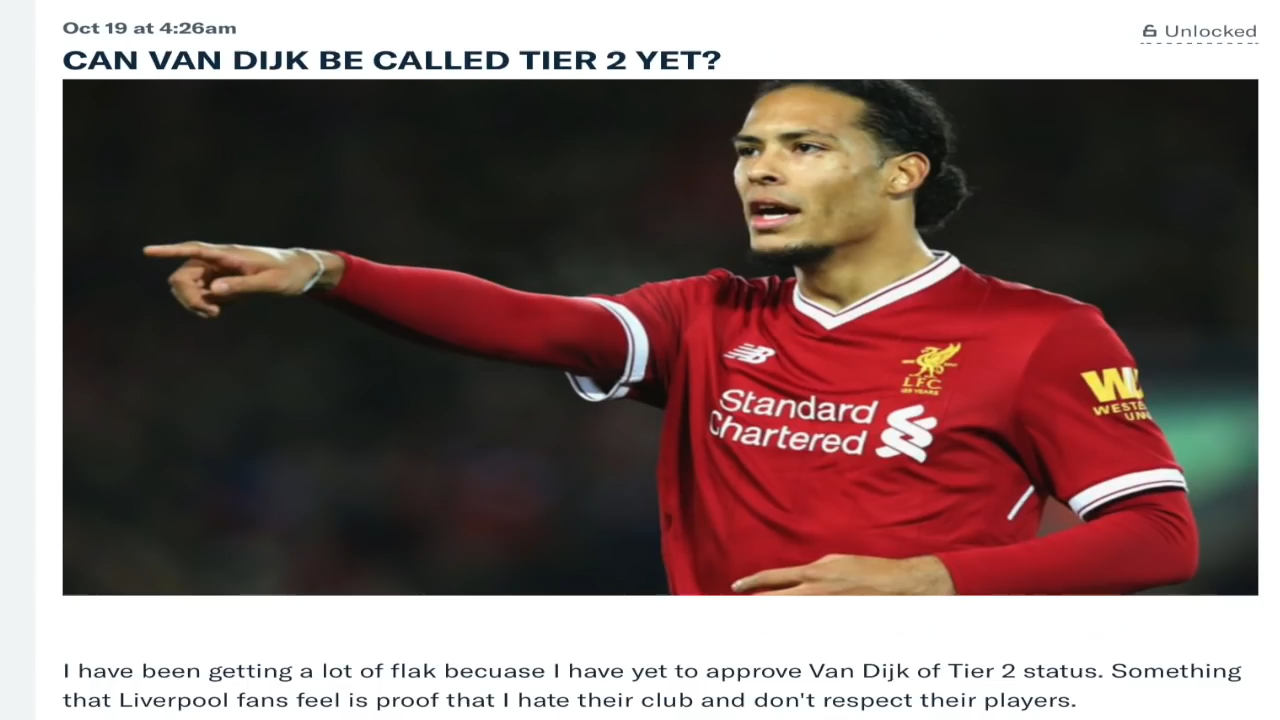 Oct 19 at 4:26am
Unlocked
CAN VAN DIJK BE CALLED TIER 2 YET?
Standard
Chartered
LFC
I have been getting a lot of flak becuase I have yet to approve Van Dijk of Tier 2 status. Something
that Liverpool fans feel is proof that I hate their club and don't respect their players.